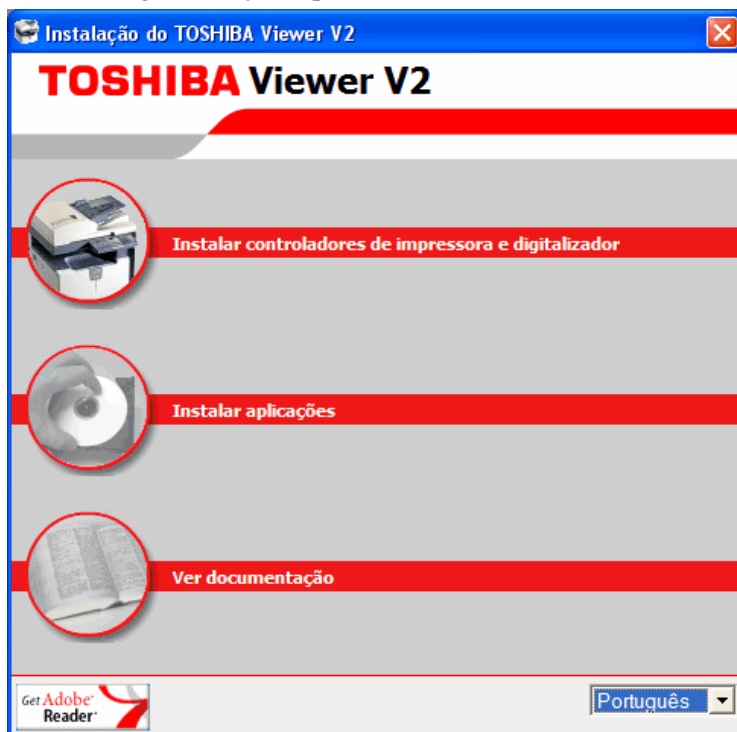 Instalação do TOSHIBA Viewer V2
TOSHIBA Viewer V2
Instalar controladores de impressora e digitalizador
Instalar aplicações
Ver documentação
Get Adobe
Reader
Português